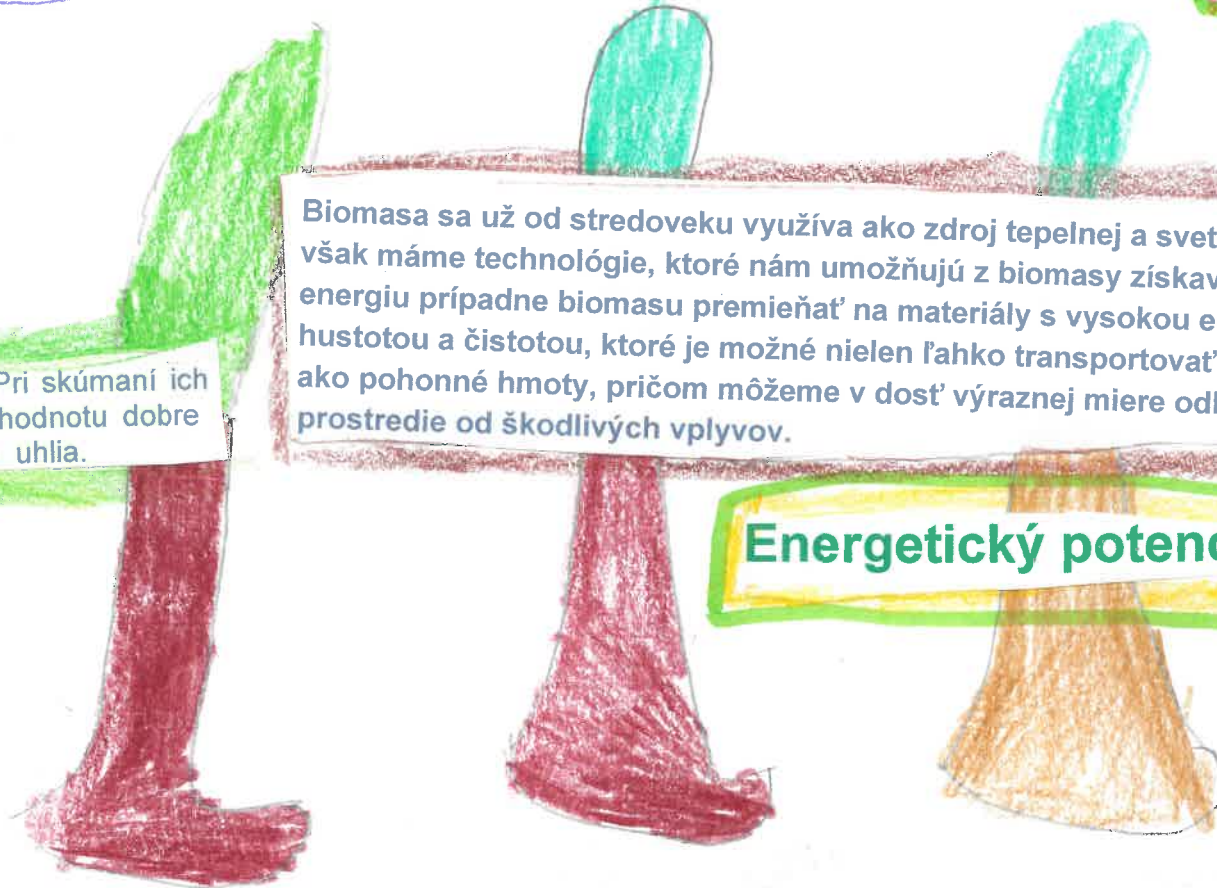 Pri skúmaní ich
hodnotu dobre
uhlia.
Biomasa sa už od stredoveku využíva ako zdroj tepelnej a svet
však máme technológie, ktoré nám umožňujú z biomasy získav
energiu prípadne biomasu premieňať na materiály s vysokou e
hustotou a čistotou, ktoré je možné nielen ľahko transportovať
ako pohonné hmoty, pričom môžeme v dosť výraznej miere odl
prostredie od škodlivých vplyvov.
Energetický poten